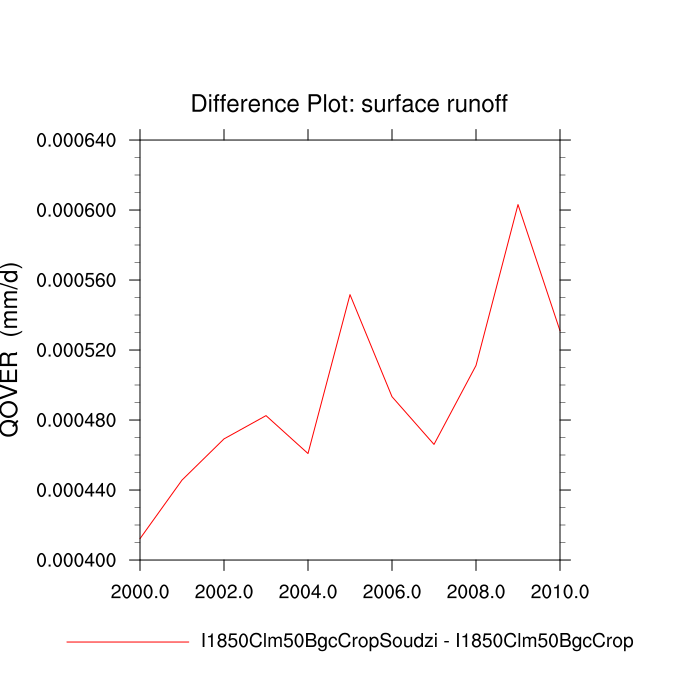 Difference Plot: surface runoff
QOVER (mm/d)
0.000640
0.000600
0.000560
0.000520
0.000480
0.000440
0.000400
2000.0 2002.0 2004.0 2006.0 2008.0 2010.0
I1850Clm50BgcCropSoudzi - I1850Clm50BgcCrop